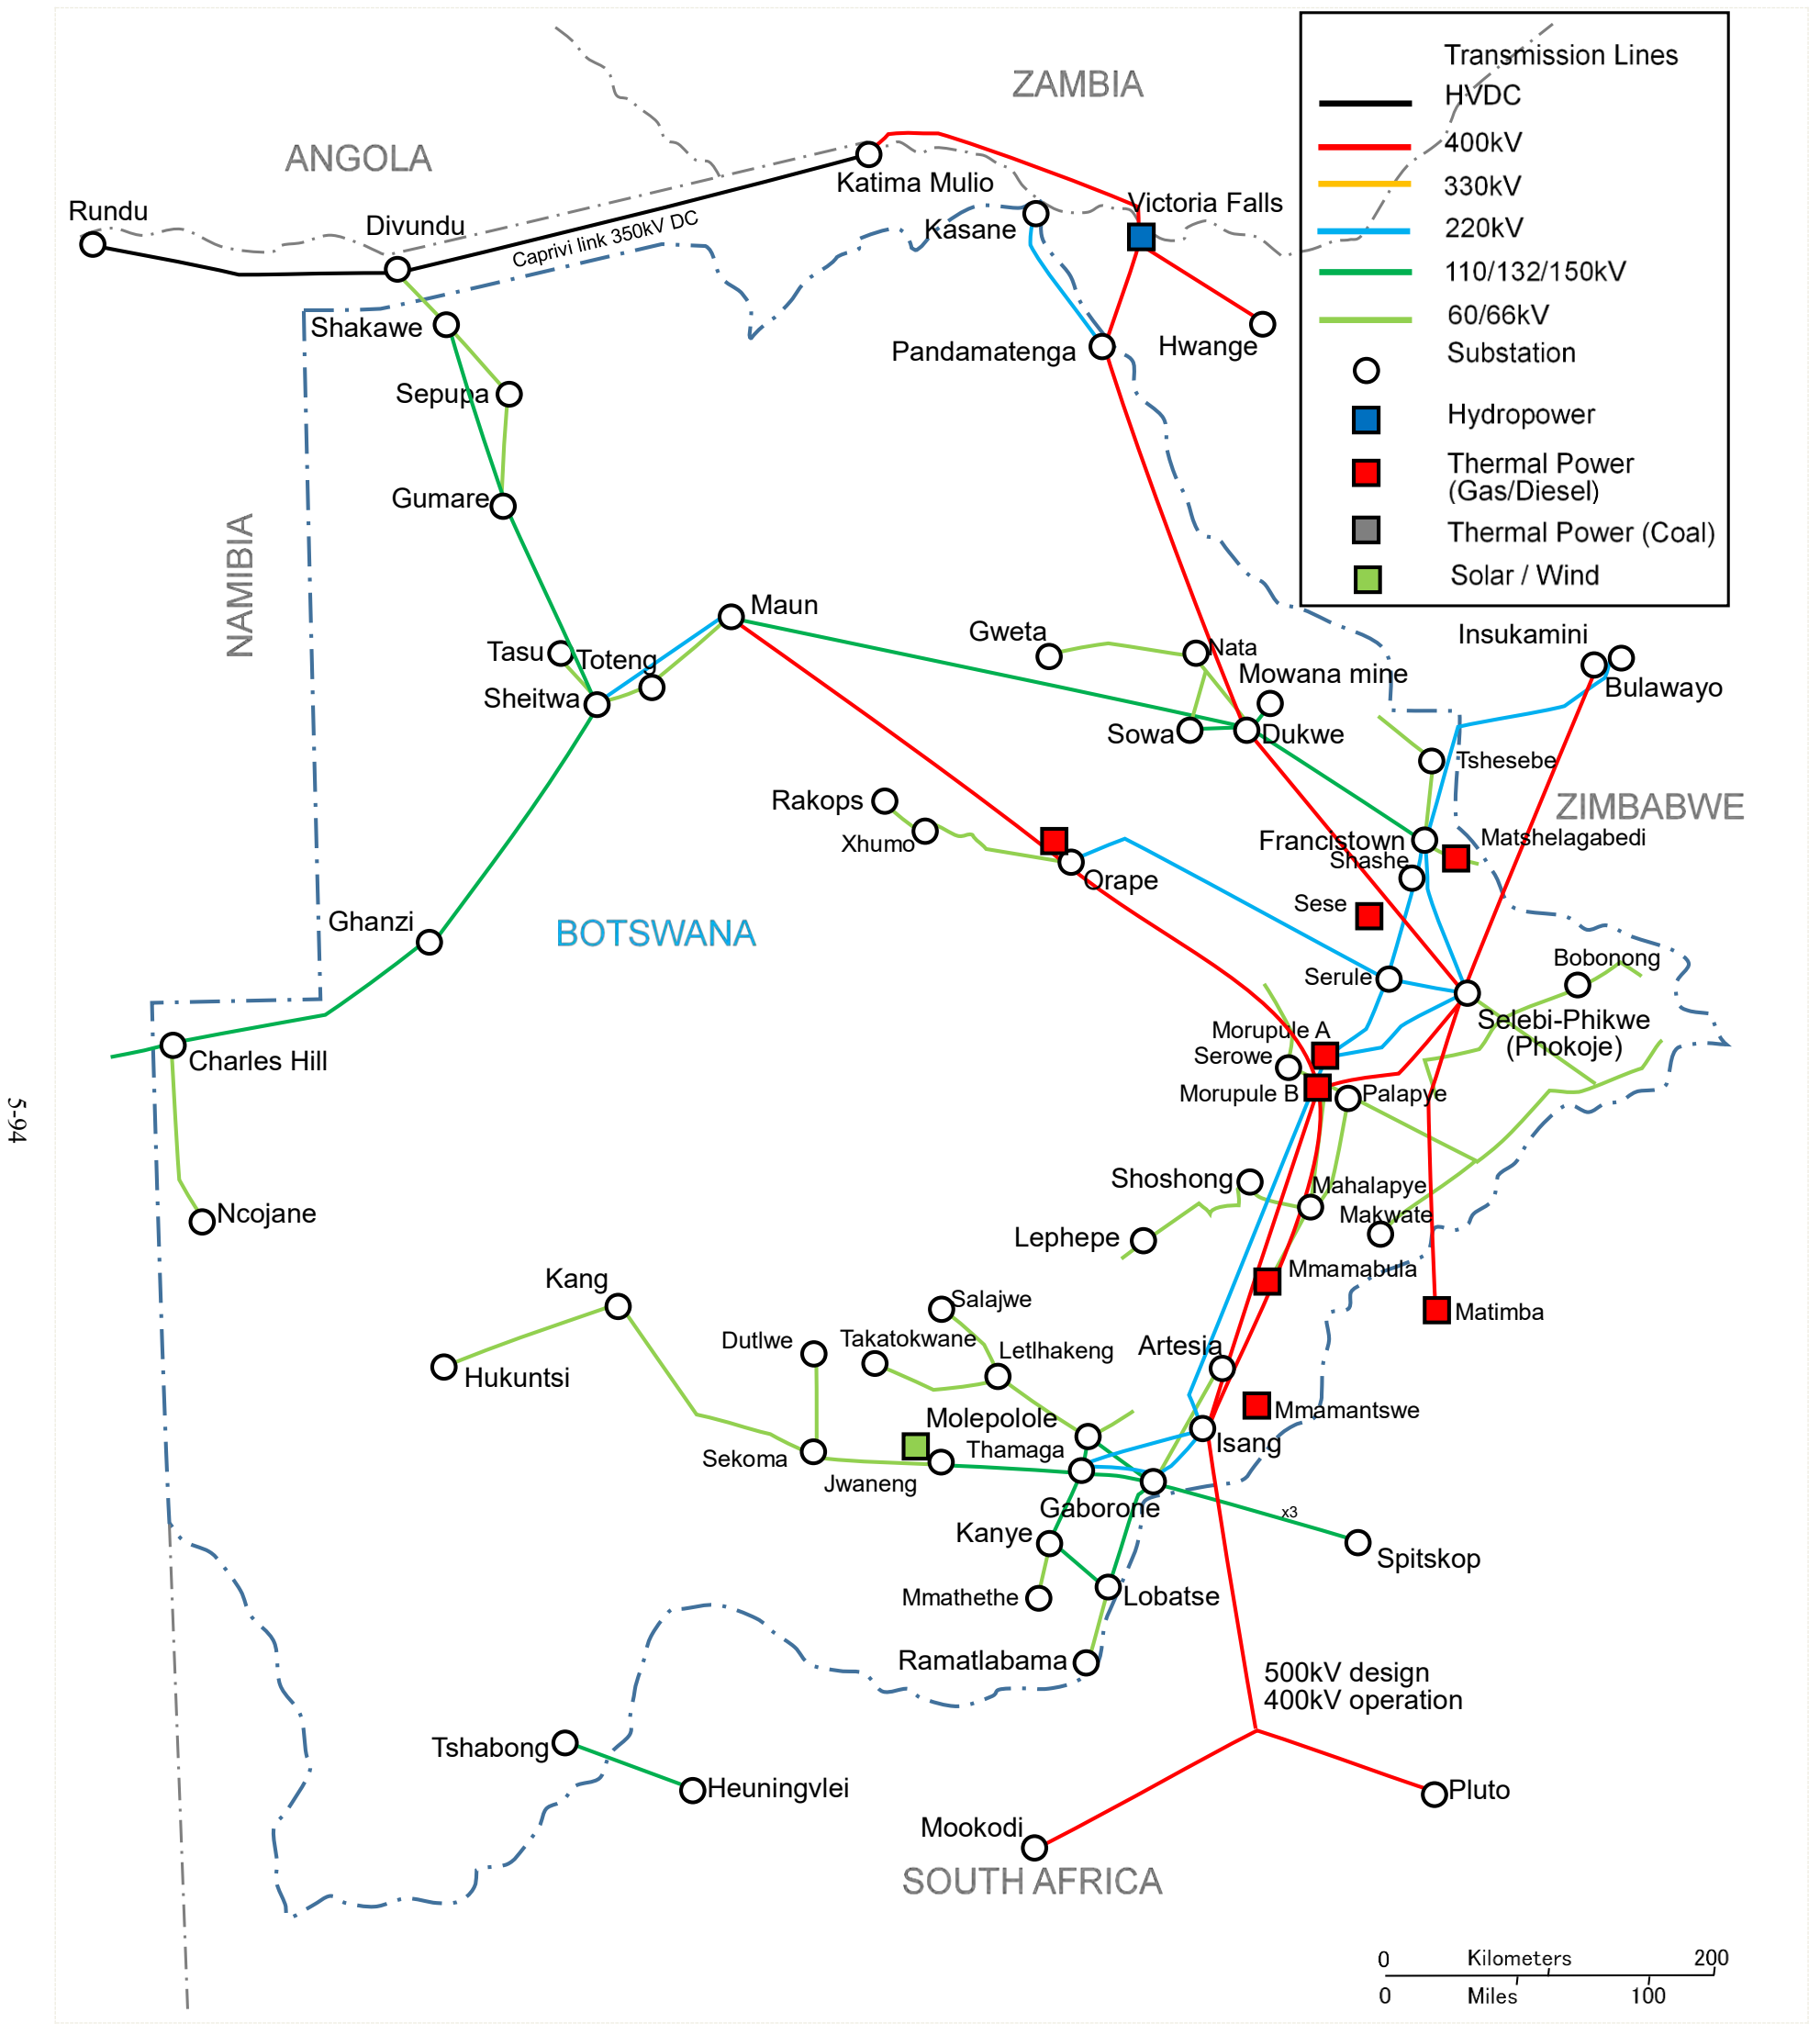 Transmission Lines
HVDC
400kV
330kV
220kV
110/132/150kV
60/66kV
Substation
Hydropower
Thermal Power
(Gas/Diesel)
Thermal Power (Coal)
Solar / Wind
ZAMBIA
ANGOLA
Katima Mulio
Rundu
Divundu
Caprivi link 350kV DC
Kasane
Victoria Falls
Shakawe
Pandamatenga
Hwange
Sepupa
Gumare
NAMIBIA
Maun
Gweta
Nata
Insukamini
Tasu
Toteng
Mowana mine
Bulawayo
Sheitwa
Sowa
Dukwe
Tshesebe
Rakops
ZIMBABWE
Xhumo
Francistown
Matshelagabedi
Shashe
Orape
Sese
Ghanzi
BOTSWANA
Bobonong
Serule
Selebi-Phikwe
(Phokoje)
Morupule A
Charles Hill
Serowe
Morupule B
Palapye
5-94
Shoshong
Mahalapye
Ncojane
Makwate
Lephepe
Mmamabula
Kang
Salajwe
Matimba
Dutlwe
Takatokwane
Letlhakeng
Artesia
Hukuntsi
Molepolole
Mmamantswe
Thamaga
Isang
Sekoma
Jwaneng
Gaborone
x3
Kanye
Spitskop
Mmathethe
Lobatse
Ramatlabama
500kV design
400kV operation
Tshabong
Heuningvlei
Pluto
Mookodi
SOUTH AFRICA
0 Kilometers 200
0 Miles 100